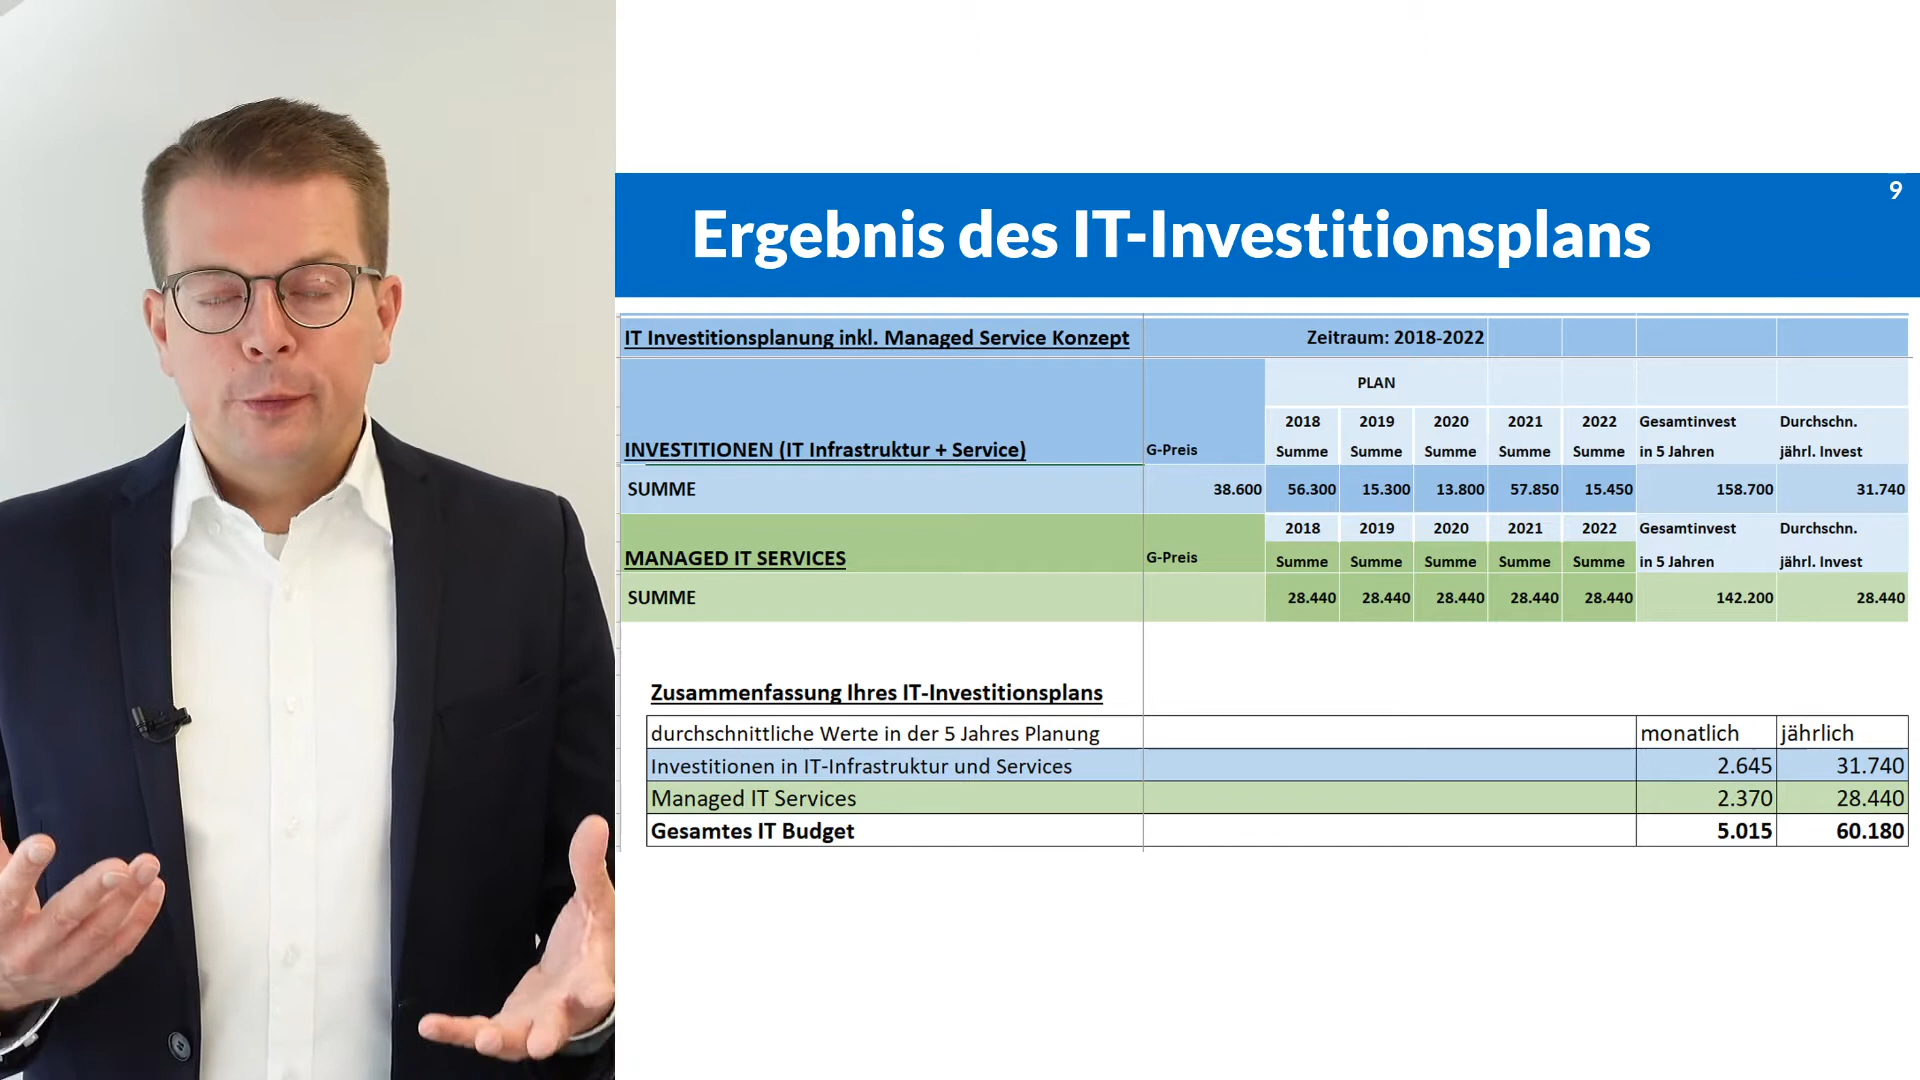 9
Ergebnis des IT-Investitionsplans
IT Investitionsplanung inkl. Managed Service Konzept Zeitraum: 2018-2022
PLAN
2018 2019 2020 2021 2022 Gesamtinvest Durchschn.
INVESTITIONEN (IT Infrastruktur + Service) G-Preis Summe Summe Summe Summe Summe in 5 Jahren jährl. Invest
SUMME 38.600 56.300 15.300 13.800 57.850 15.450 158.700 31.740
2018 2019 2020 2021 2022 Gesamtinvest Durchschn.
MANAGED IT SERVICES G-Preis Summe Summe Summe Summe Summe in 5 Jahren jährl. Invest
SUMME 28.440 28.440 28.440 28.440 28.440 142.200 28.440
Zusammenfassung Ihres IT-Investitionsplans
durchschnittliche Werte in der 5 Jahres Planung monatlich jährlich
Investitionen in IT-Infrastruktur und Services 2.645 31.740
Managed IT Services 2.370 28.440
Gesamtes IT Budget 5.015 60.180